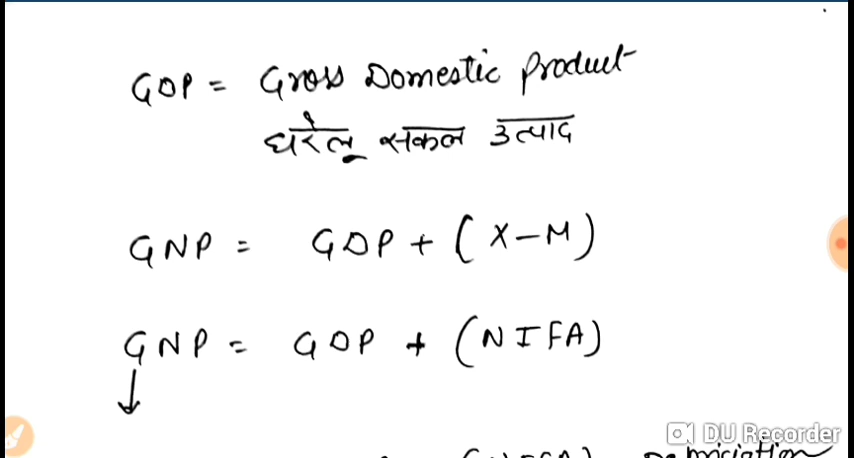 GDP = Gross Domestic Product
घरेलू सकल उत्पाद
GNP = GDP + ( X - M )
GNP = GDP + (NIFA)
DU Recorder